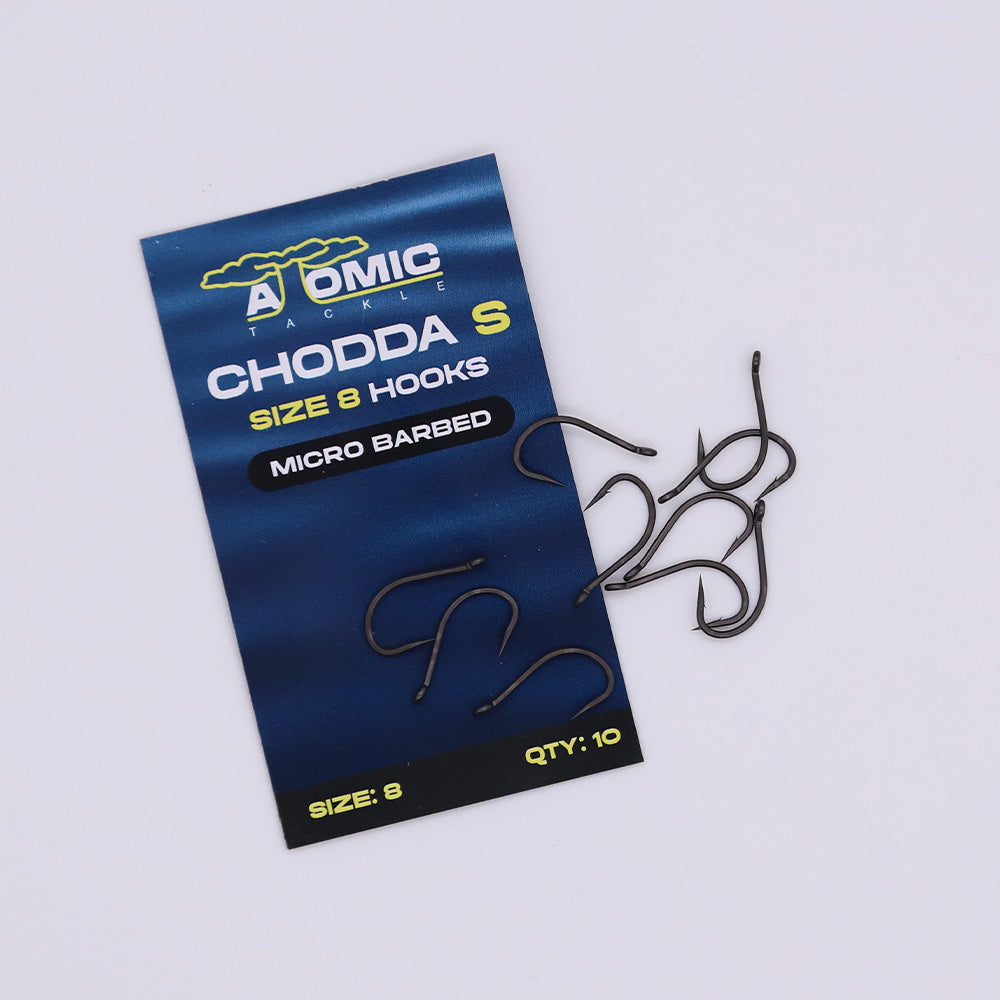 ATOMIC
TACKLE
CHODDA S
SIZE 8 HOOKS
MICRO BARBED
SIZE: 8
QTY: 10